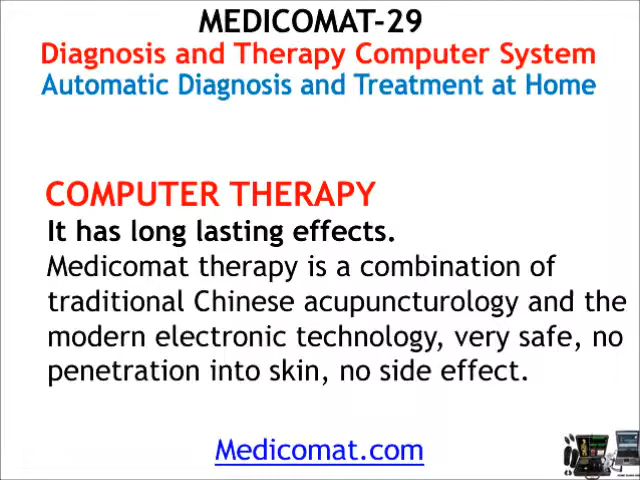 MEDICOMAT-29
Diagnosis and Therapy Computer System
Automatic Diagnosis and Treatment at Home
COMPUTER THERAPY
It has long lasting effects.
Medicomat therapy is a combination of
traditional Chinese acupuncturology and the
modern electronic technology, very safe, no
penetration into skin, no side effect.
Medicomat.com